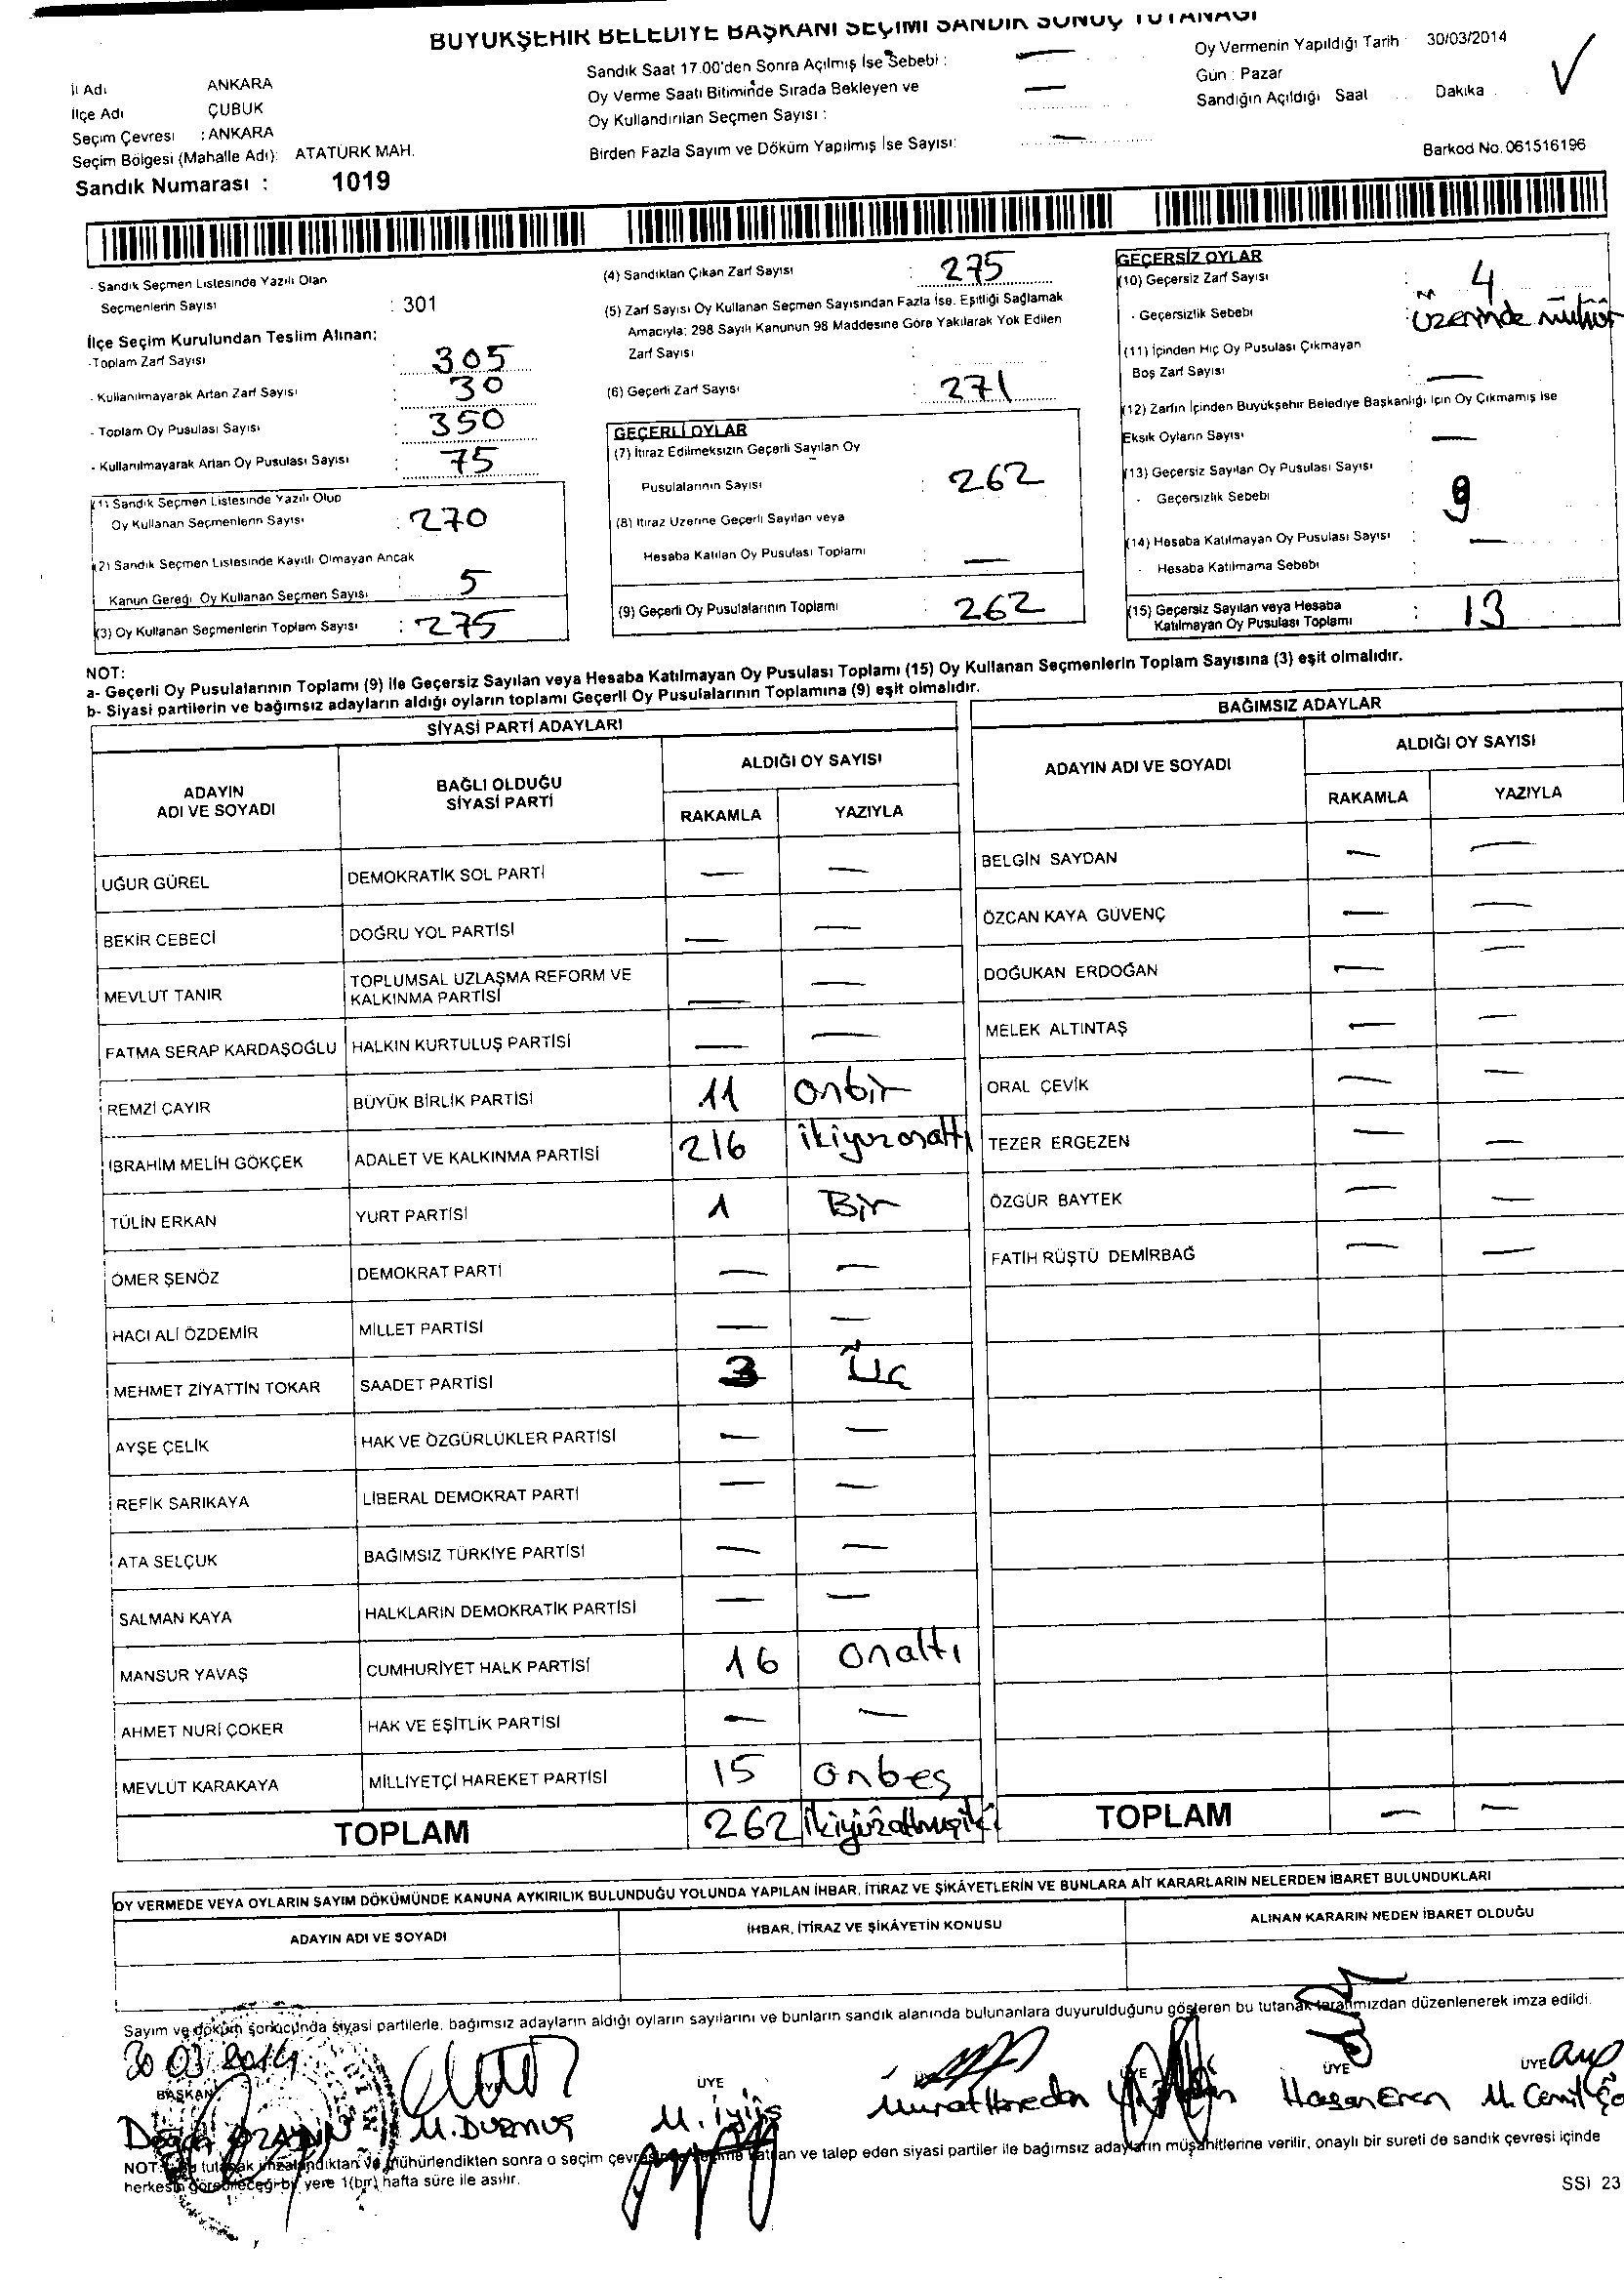 BÜYÜKŞEHİR BELEDİYE BAŞKANI SEÇİMİ SANDIK SONUÇ TUTANAĞI
İl Adı ANKARA
İlçe Adı ÇUBUK
Seçim Çevresi : ANKARA
Seçim Bölgesi (Mahalle Adı): ATATÜRK MAH.
Sandık Numarası : 1019
Sandık Saat 17.00'den Sonra Açılmış İse Sebebi : —
Oy Verme Saati Bitiminde Sırada Bekleyen ve —
Oy Kullandırılan Seçmen Sayısı :
Birden Fazla Sayım ve Döküm Yapılmış İse Sayısı: —
Oy Vermenin Yapıldığı Tarih 30/03/2014
Gün : Pazar
Sandığın Açıldığı Saat Dakika
Barkod No. 061516196
- Sandık Seçmen Listesinde Yazılı Olan
Seçmenlerin Sayısı : 301
İlçe Seçim Kurulundan Teslim Alınan:
-Toplam Zarf Sayısı : 305
- Kullanılmayarak Artan Zarf Sayısı : 30
- Toplam Oy Pusulası Sayısı : 350
- Kullanılmayarak Artan Oy Pusulası Sayısı : 75
(1) Sandık Seçmen Listesinde Yazılı Olup
Oy Kullanan Seçmenlerin Sayısı : 270
(2) Sandık Seçmen Listesinde Kayıtlı Olmayan Ancak
Kanun Gereği Oy Kullanan Seçmen Sayısı : 5
(3) Oy Kullanan Seçmenlerin Toplam Sayısı : 275
(4) Sandıktan Çıkan Zarf Sayısı : 275
(5) Zarf Sayısı Oy Kullanan Seçmen Sayısından Fazla İse. Eşitliği Sağlamak
Amacıyla; 298 Sayılı Kanunun 98 Maddesine Göre Yakılarak Yok Edilen
Zarf Sayısı :
(6) Geçerli Zarf Sayısı : 271
GEÇERLİ OYLAR
(7) İtiraz Edilmeksizin Geçerli Sayılan Oy
Pusulalarının Sayısı : 262
(8) İtiraz Üzerine Geçerli Sayılan veya
Hesaba Katılan Oy Pusulası Toplamı : —
(9) Geçerli Oy Pusulalarının Toplamı : 262
GEÇERSİZ OYLAR
(10) Geçersiz Zarf Sayısı : 4
- Geçersizlik Sebebi : üzerinde mühür
(11) İçinden Hiç Oy Pusulası Çıkmayan
Boş Zarf Sayısı : —
(12) Zarfın İçinden Büyükşehir Belediye Başkanlığı İçin Oy Çıkmamış İse
Eksik Oyların Sayısı : —
(13) Geçersiz Sayılan Oy Pusulası Sayısı : 9
- Geçersizlik Sebebi :
(14) Hesaba Katılmayan Oy Pusulası Sayısı : —
- Hesaba Katılmama Sebebi :
(15) Geçersiz Sayılan veya Hesaba
Katılmayan Oy Pusulası Toplamı : 13
NOT:
a- Geçerli Oy Pusulalarının Toplamı (9) ile Geçersiz Sayılan veya Hesaba Katılmayan Oy Pusulası Toplamı (15) Oy Kullanan Seçmenlerin Toplam Sayısına (3) eşit olmalıdır.
b- Siyasi partilerin ve bağımsız adayların aldığı oyların toplamı Geçerli Oy Pusulalarının Toplamına (9) eşit olmalıdır.
SİYASİ PARTİ ADAYLARI
ADAYIN ADI VE SOYADI BAĞLI OLDUĞU SİYASİ PARTİ ALDIĞI OY SAYISI
RAKAMLA YAZIYLA
UĞUR GÜREL DEMOKRATİK SOL PARTİ — —
BEKİR CEBECİ DOĞRU YOL PARTİSİ — —
MEVLUT TANIR TOPLUMSAL UZLAŞMA REFORM VE KALKINMA PARTİSİ — —
FATMA SERAP KARDAŞOĞLU HALKIN KURTULUŞ PARTİSİ — —
REMZİ ÇAYIR BÜYÜK BİRLİK PARTİSİ 11 Onbir
İBRAHİM MELİH GÖKÇEK ADALET VE KALKINMA PARTİSİ 216 ikiyüzonaltı
TÜLİN ERKAN YURT PARTİSİ 1 Bir
ÖMER ŞENÖZ DEMOKRAT PARTİ — —
HACI ALİ ÖZDEMİR MİLLET PARTİSİ — —
MEHMET ZİYATTİN TOKAR SAADET PARTİSİ 3 Üç
AYŞE ÇELİK HAK VE ÖZGÜRLÜKLER PARTİSİ — —
REFİK SARIKAYA LİBERAL DEMOKRAT PARTİ — —
ATA SELÇUK BAĞIMSIZ TÜRKİYE PARTİSİ — —
SALMAN KAYA HALKLARIN DEMOKRATİK PARTİSİ — —
MANSUR YAVAŞ CUMHURİYET HALK PARTİSİ 16 Onaltı
AHMET NURİ ÇOKER HAK VE EŞİTLİK PARTİSİ — —
MEVLÜT KARAKAYA MİLLİYETÇİ HAREKET PARTİSİ 15 Onbeş
TOPLAM 262 İkiyüzaltmışiki
BAĞIMSIZ ADAYLAR
ADAYIN ADI VE SOYADI ALDIĞI OY SAYISI
RAKAMLA YAZIYLA
BELGİN SAYDAN — —
ÖZCAN KAYA GÜVENÇ — —
DOĞUKAN ERDOĞAN — —
MELEK ALTINTAŞ — —
ORAL ÇEVİK — —
TEZER ERGEZEN — —
ÖZGÜR BAYTEK — —
FATİH RÜŞTÜ DEMİRBAĞ — —
TOPLAM — —
OY VERMEDE VEYA OYLARIN SAYIM DÖKÜMÜNDE KANUNA AYKIRILIK BULUNDUĞU YOLUNDA YAPILAN İHBAR, İTİRAZ VE ŞİKÂYETLERİN VE BUNLARA AİT KARARLARIN NELERDEN İBARET BULUNDUKLARI
ADAYIN ADI VE SOYADI İHBAR, İTİRAZ VE ŞİKÂYETİN KONUSU ALINAN KARARIN NEDEN İBARET OLDUĞU
Sayım ve döküm sonucunda siyasi partilerle, bağımsız adayların aldığı oyların sayılarını ve bunların sandık alanında bulunanlara duyurulduğunu gösteren bu tutanak tarafımızdan düzenlenerek imza edildi.
30 03 2014
BAŞKAN ÜYE ÜYE ÜYE ÜYE
M. DURMUŞ Murat Hasan Eren M. Cemil
NOT: Bu tutanak imzalandıktan ve mühürlendikten sonra o seçim çevresinde seçime katılan ve talep eden siyasi partiler ile bağımsız adayların müşahitlerine verilir, onaylı bir sureti de sandık çevresi içinde
herkesin görebileceği bir yere 1(bir) hafta süre ile asılır.
SSI 23